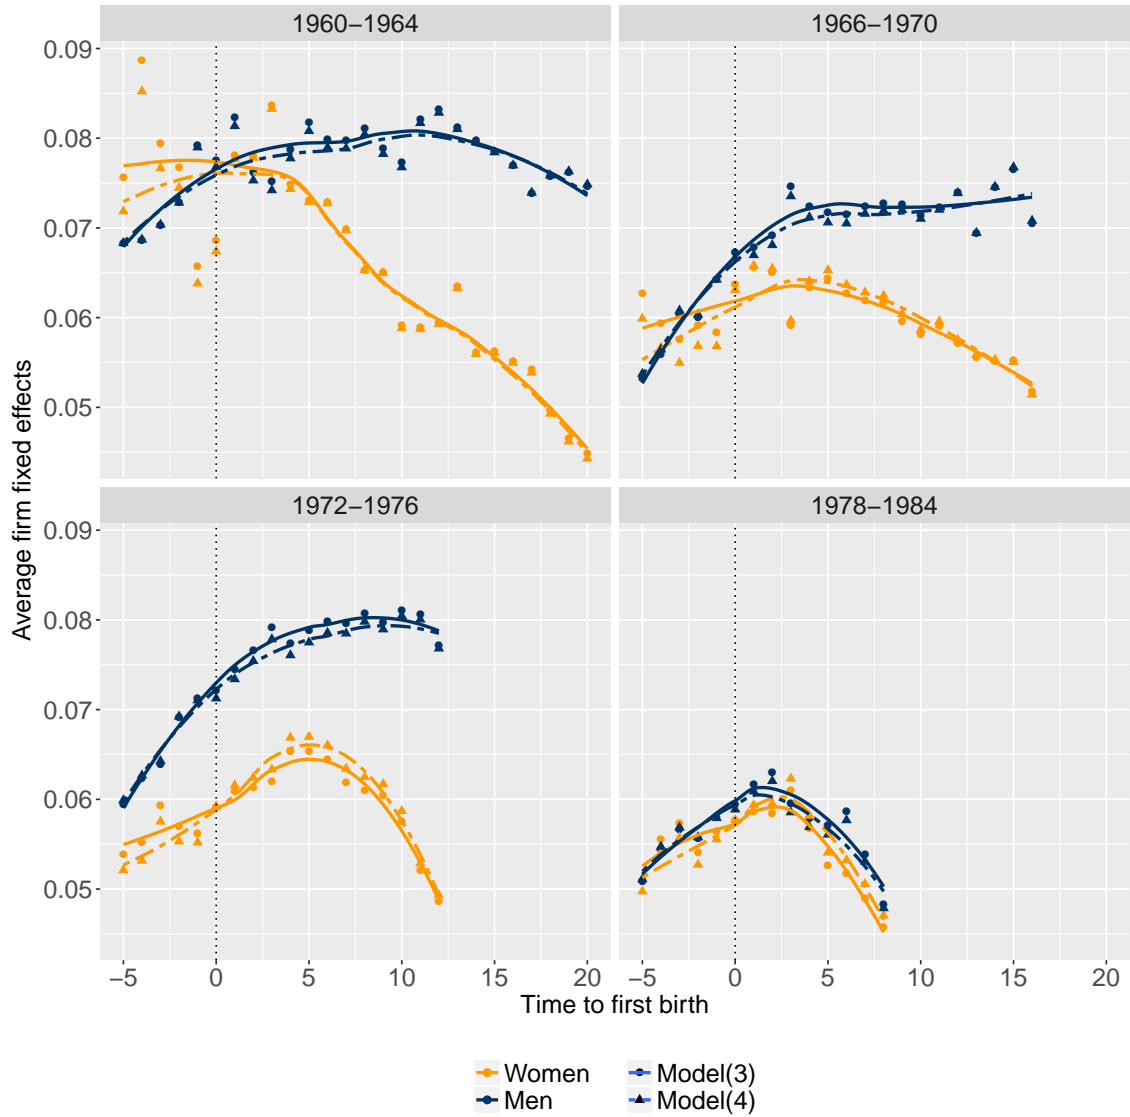 1960−1964
1966−1970
0.09
0.08
0.07
0.06
0.05
Average firm fixed effects
1972−1976
1978−1984
0.09
0.08
0.07
0.06
0.05
−5 0 5 10 15 20
−5 0 5 10 15 20
Time to first birth
Women
Men
Model(3)
Model(4)